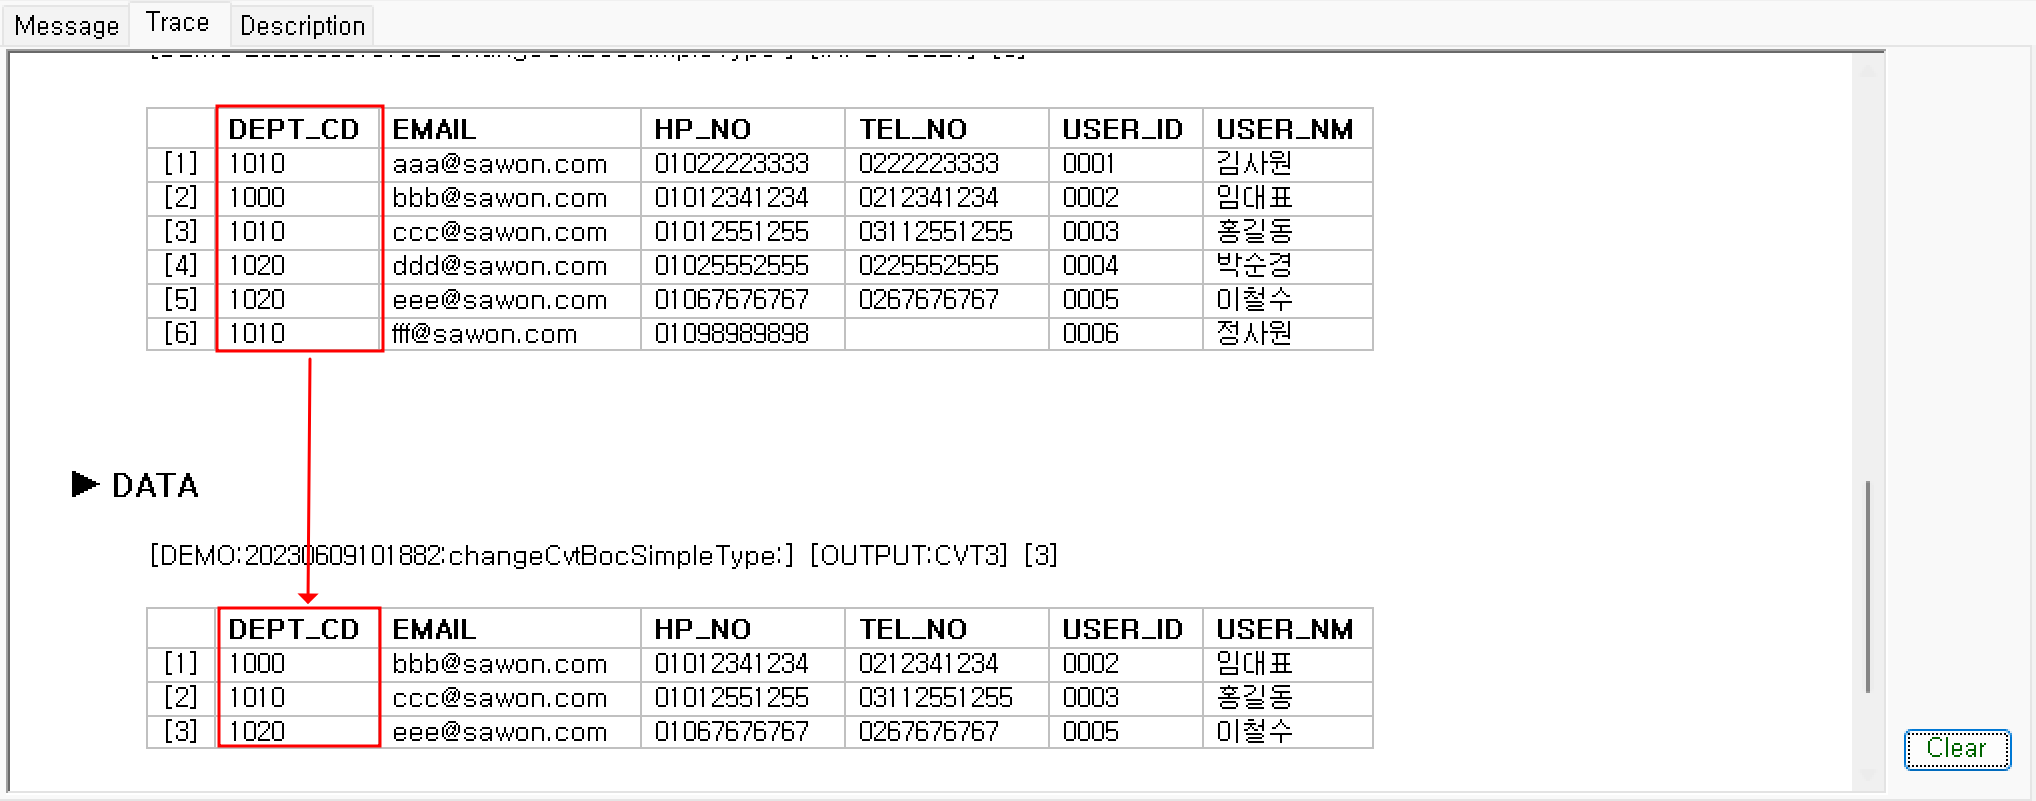 Message Trace Description
DEPT_CD EMAIL HP_NO TEL_NO USER_ID USER_NM
[1] 1010 aaa@sawon.com 01022223333 0222223333 0001 김사원
[2] 1000 bbb@sawon.com 01012341234 0212341234 0002 임대표
[3] 1010 ccc@sawon.com 01012551255 03112551255 0003 홍길동
[4] 1020 ddd@sawon.com 01025552555 0225552555 0004 박순경
[5] 1020 eee@sawon.com 01067676767 0267676767 0005 이철수
[6] 1010 fff@sawon.com 01098989898 0006 정사원
▶ DATA
[DEMO:20230609101882:changeCvtBocSimpleType:] [OUTPUT:CVT3] [3]
DEPT_CD EMAIL HP_NO TEL_NO USER_ID USER_NM
[1] 1000 bbb@sawon.com 01012341234 0212341234 0002 임대표
[2] 1010 ccc@sawon.com 01012551255 03112551255 0003 홍길동
[3] 1020 eee@sawon.com 01067676767 0267676767 0005 이철수
Clear